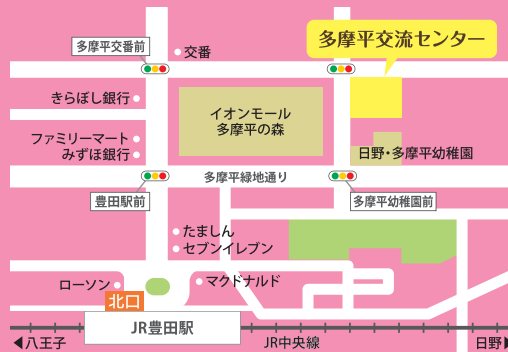 多摩平交番前
交番
多摩平交流センター
きらぼし銀行
イオンモール
多摩平の森
ファミリーマート
みずほ銀行
日野・多摩平幼稚園
多摩平緑地通り
豊田駅前
多摩平幼稚園前
たましん
セブンイレブン
ローソン
マクドナルド
北口
JR豊田駅
◀八王子
JR中央線
日野▶